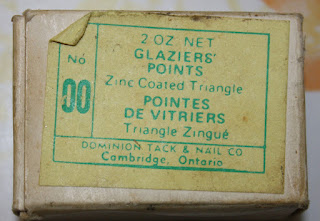 2 OZ NET
GLAZIERS'
POINTS
Zinc Coated Triangle
No
00
POINTES
DE VITRIERS
Triangle Zingué
DOMINION TACK & NAIL CO
Cambridge, Ontario